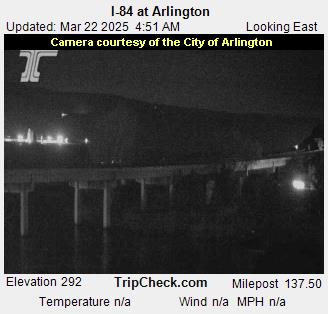 I-84 at Arlington
Updated: Mar 22 2025 4:51 AM Looking East
Camera courtesy of the City of Arlington
Elevation 292 TripCheck.com Milepost 137.50
Temperature n/a Wind n/a MPH n/a